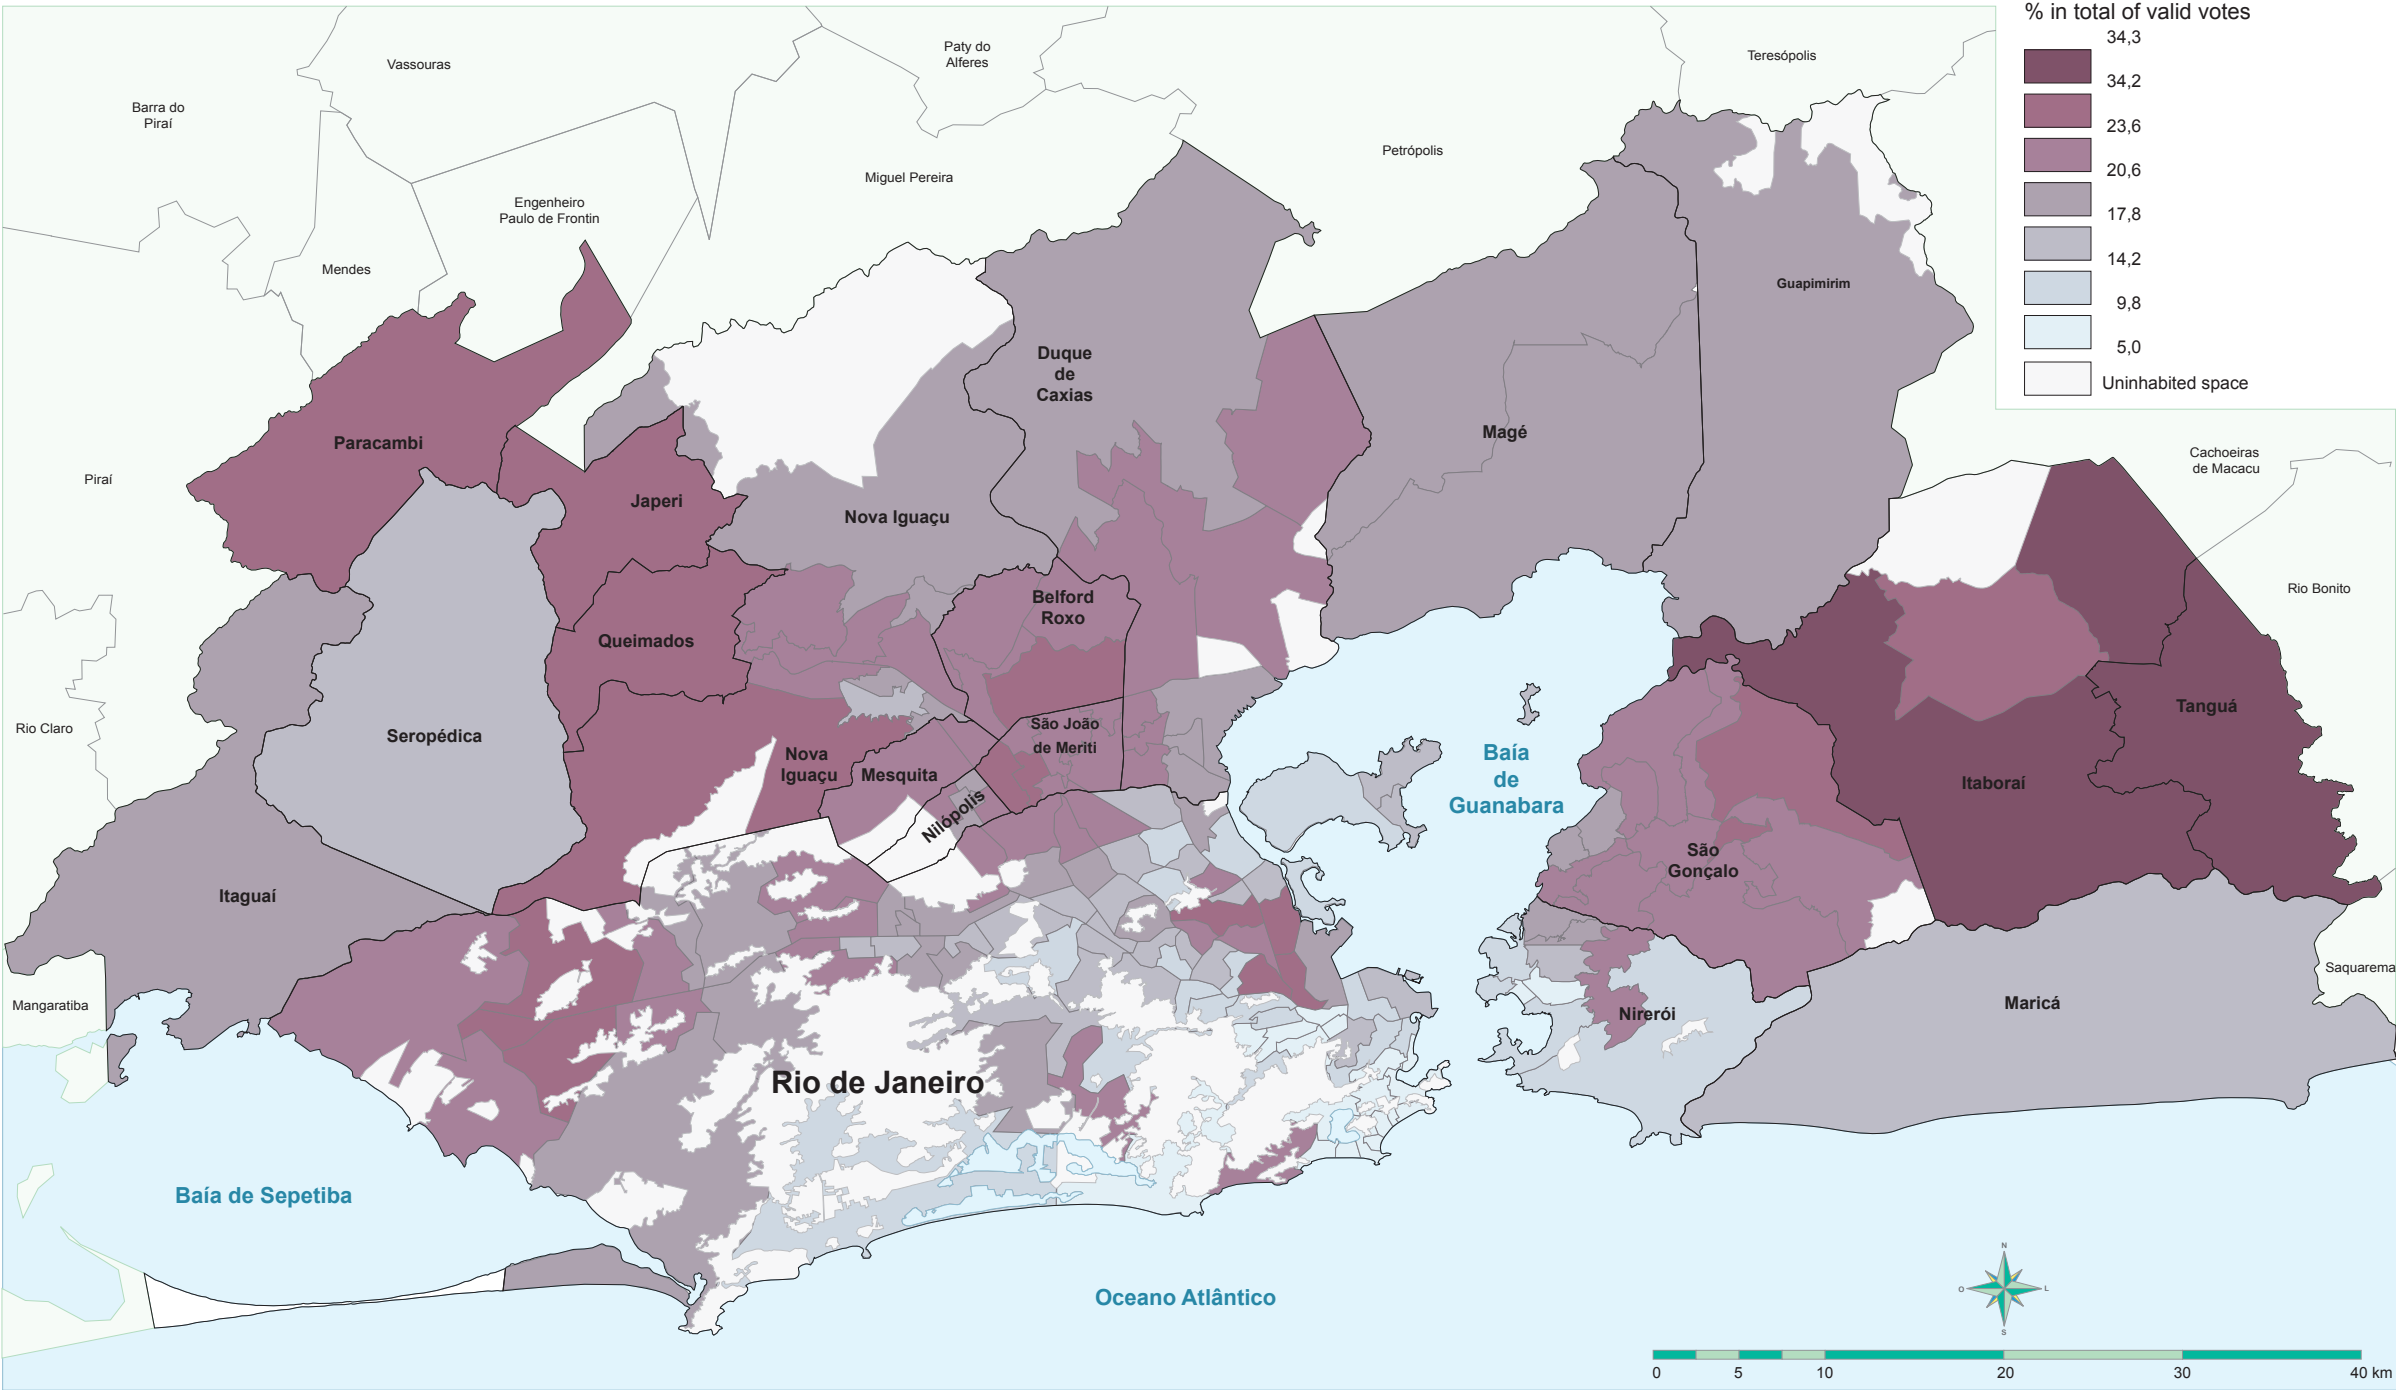 % in total of valid votes
34,3
34,2
23,6
20,6
17,8
14,2
9,8
5,0
Uninhabited space
Paty do
Alferes
Vassouras
Teresópolis
Barra do
Piraí
Petrópolis
Miguel Pereira
Engenheiro
Paulo de Frontin
Mendes
Guapimirim
Duque
de
Caxias
Magé
Paracambi
Cachoeiras
de Macacu
Piraí
Japeri
Nova Iguaçu
Rio Bonito
Belford
Roxo
Queimados
Tanguá
São João
de Meriti
Rio Claro
Seropédica
Nova
Iguaçu
Mesquita
Baía
de
Guanabara
Itaboraí
Nilópolis
São
Gonçalo
Itaguaí
Saquarema
Mangaratiba
Nirerói
Maricá
Rio de Janeiro
Baía de Sepetiba
Oceano Atlântico
N
O
L
S
0
5
10
20
30
40 km